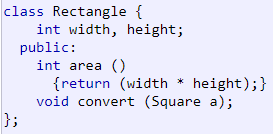 class Rectangle {
    int width, height;
  public:
    int area ()
      {return (width * height);}
    void convert (Square a);
};